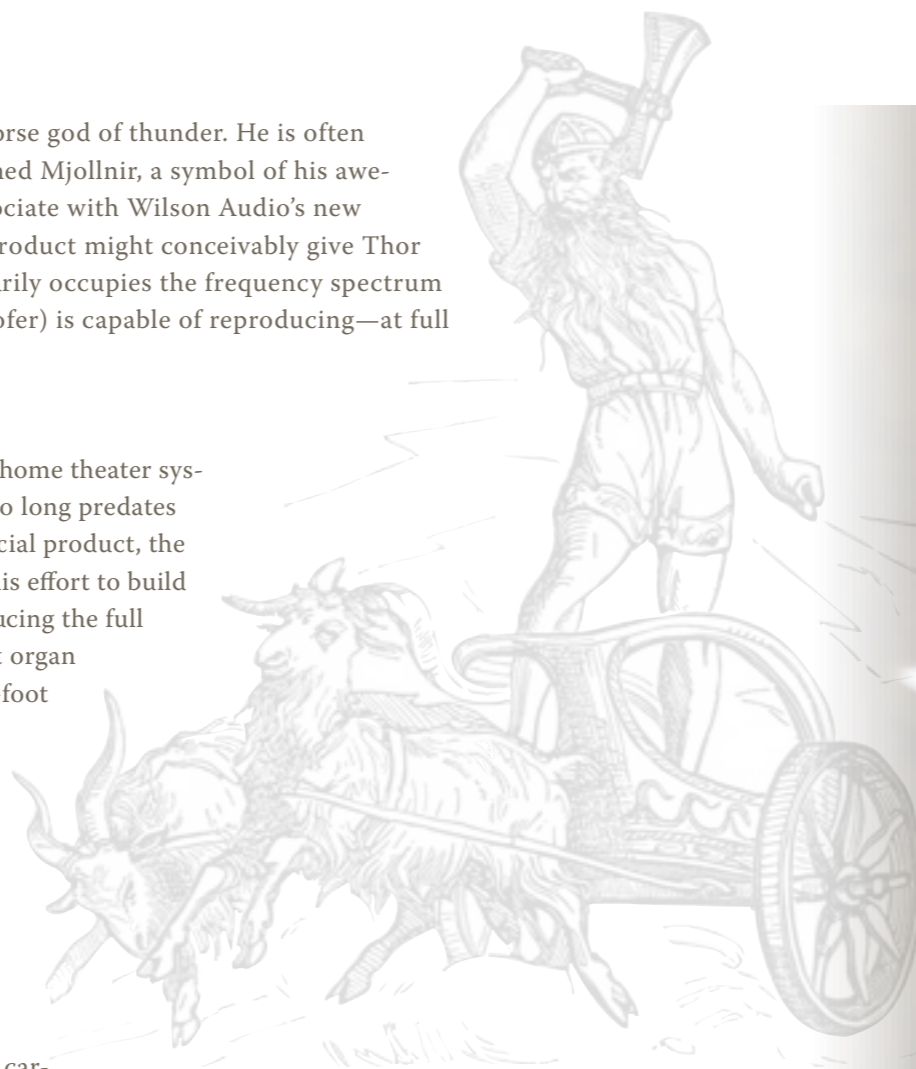 orse god of thunder. He is often
ned Mjollnir, a symbol of his awe-
ociate with Wilson Audio’s new
roduct might conceivably give Thor
rily occupies the frequency spectrum
ofer) is capable of reproducing—at full
home theater sys-
o long predates
cial product, the
is effort to build
ucing the full
organ
foot
car-